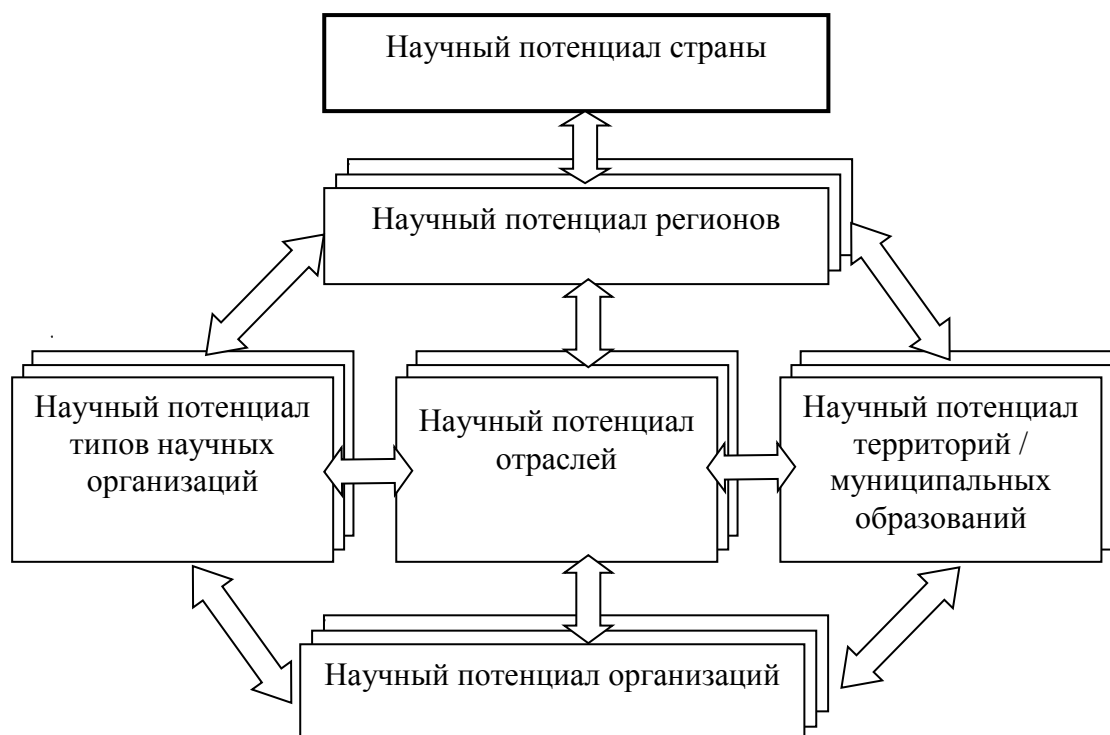 Научный потенциал страны
Научный потенциал регионов
Научный потенциал
типов научных
организаций
Научный потенциал
отраслей
Научный потенциал
территорий /
муниципальных
образований
Научный потенциал организаций